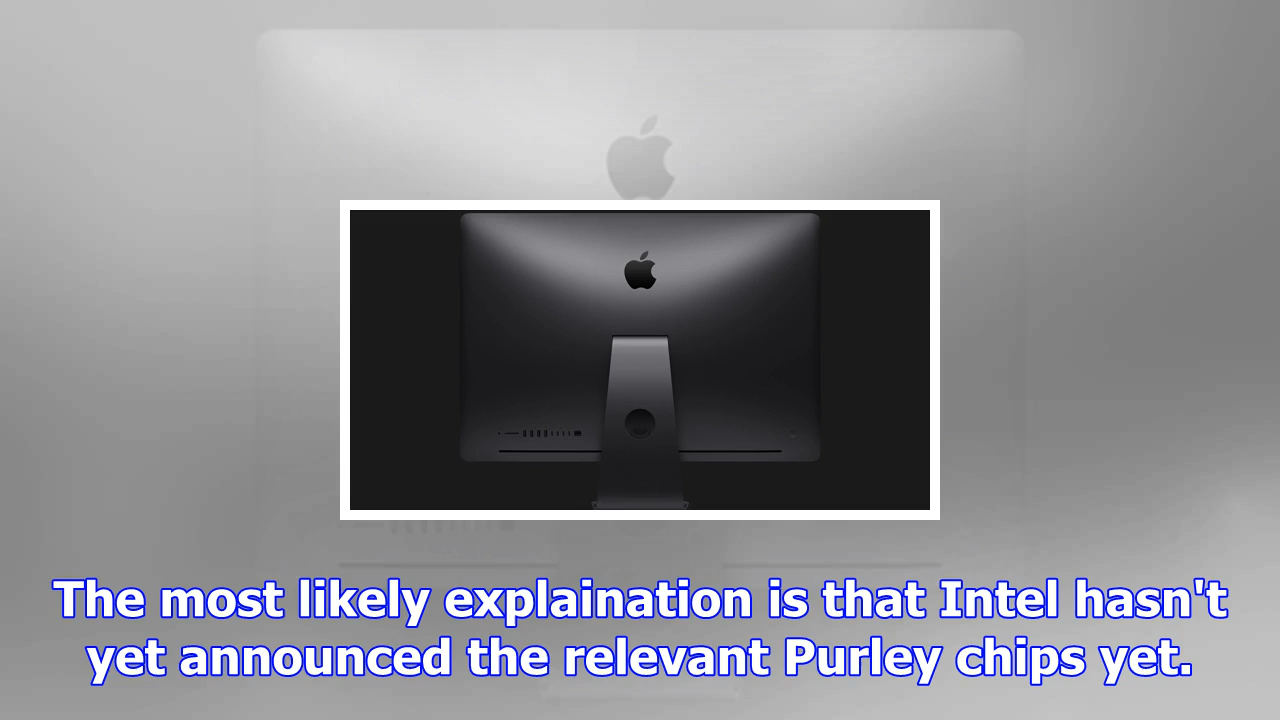 The most likely explaination is that Intel hasn't
yet announced the relevant Purley chips yet.